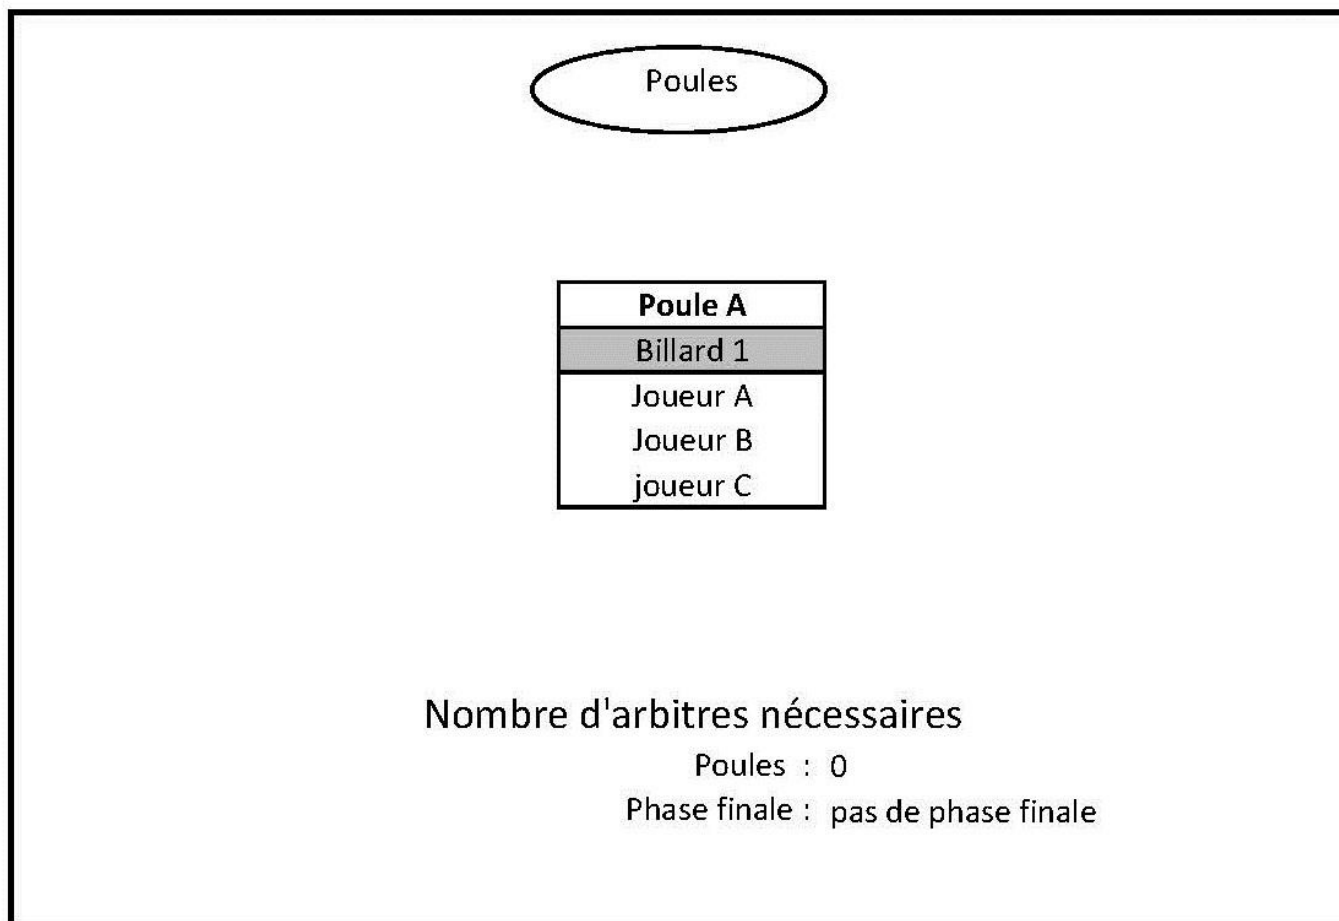 Poules
Poule A
Billard 1
Joueur A
Joueur B
joueur C
Nombre d'arbitres nécessaires
Poules : 0
Phase finale : pas de phase finale